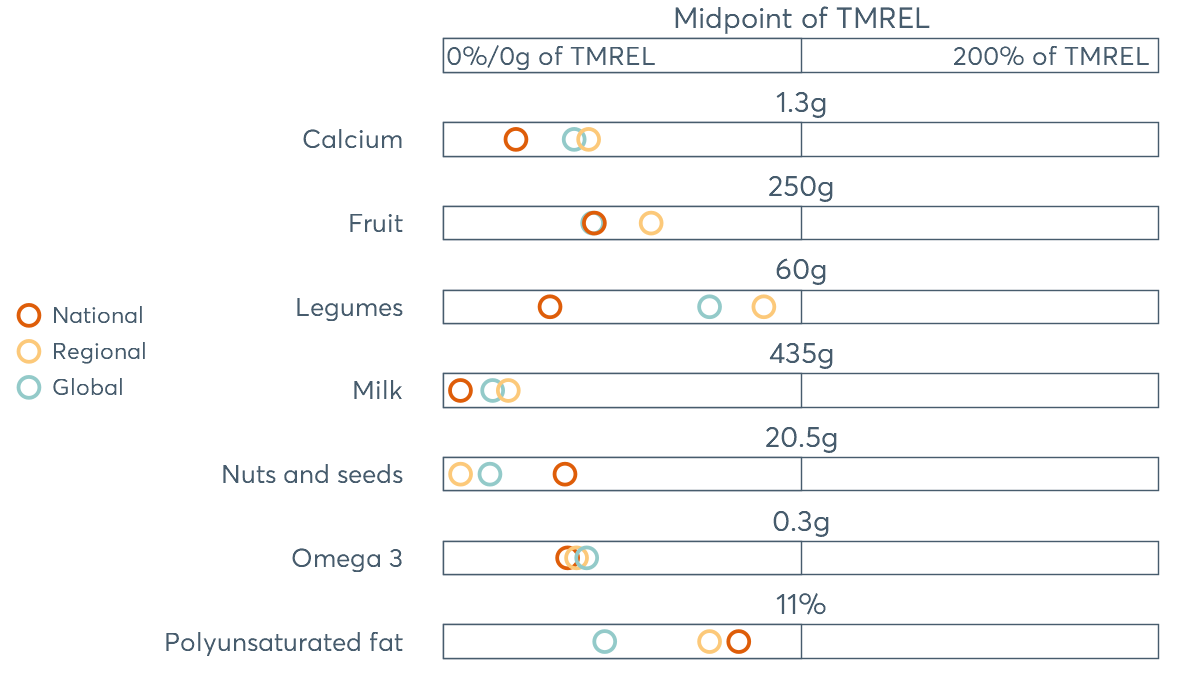 Midpoint of TMREL
0%/0g of TMREL 200% of TMREL
1.3g
Calcium
250g
Fruit
60g
Legumes
435g
Milk
20.5g
Nuts and seeds
0.3g
Omega 3
11%
Polyunsaturated fat
National
Regional
Global